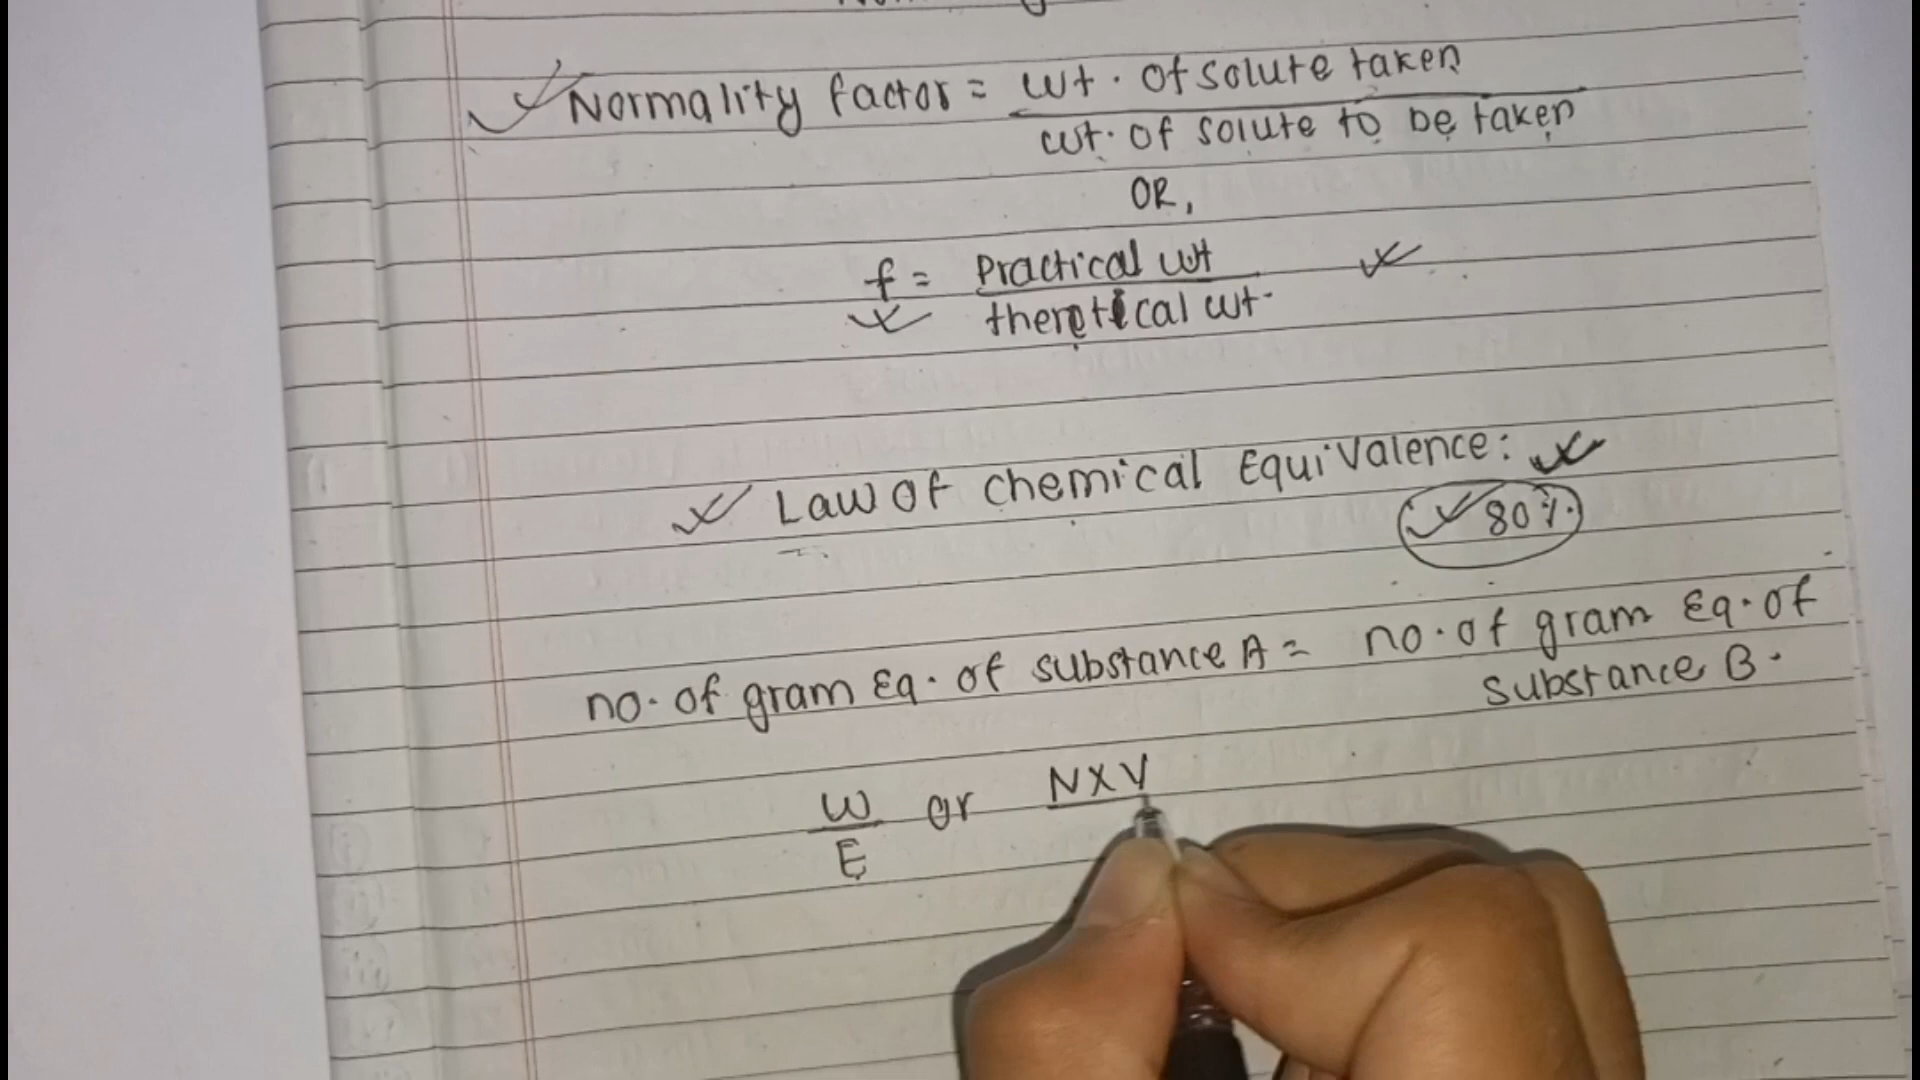 Normality factor = wt. of solute taken
wt. of solute to be taken
OR,
f = Practical wt
theretical wt.
Law of chemical Equivalence:
80%
no. of gram Eq. of substance A = no. of gram Eq. of
substance B.
W or N X V
E